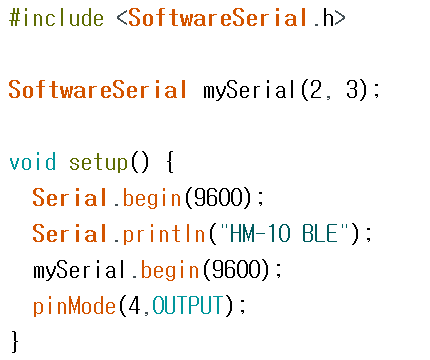 #include <SoftwareSerial.h>
SoftwareSerial mySerial(2, 3);
void setup() {
Serial.begin(9600);
Serial.println("HM-10 BLE");
mySerial.begin(9600);
pinMode(4,OUTPUT);
}